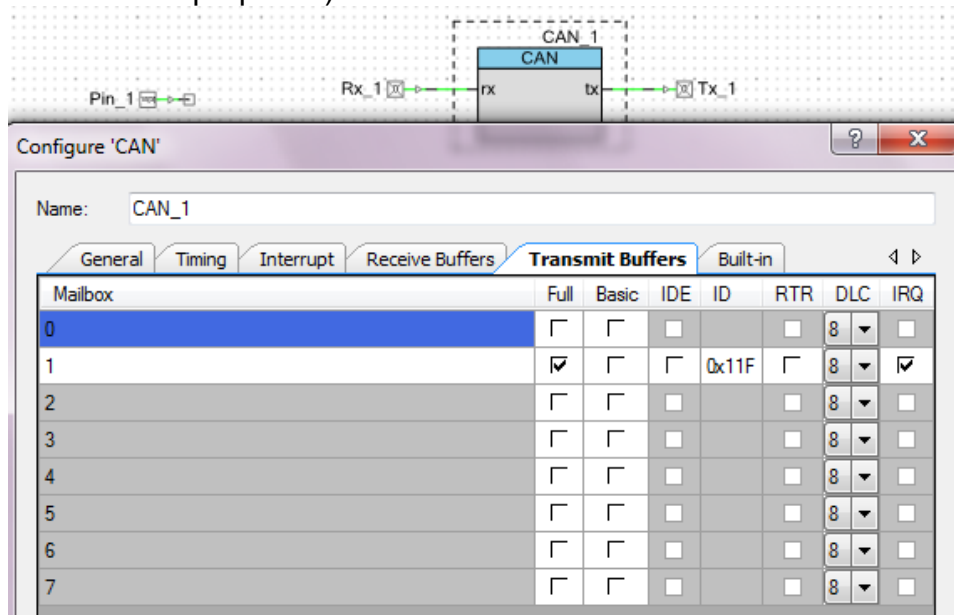 CAN_1
CAN
Pin_1
Rx_1
rx
tx
Tx_1
Configure 'CAN'
Name: CAN_1
General Timing Interrupt Receive Buffers Transmit Buffers Built-in
Mailbox Full Basic IDE ID RTR DLC IRQ
0 8
1 0x11F 8
2 8
3 8
4 8
5 8
6 8
7 8